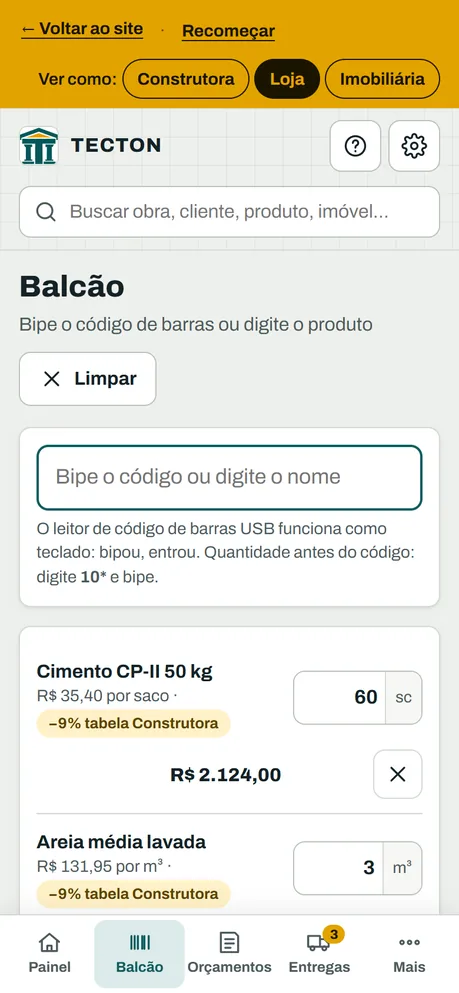 ← Voltar ao site · Recomeçar
Ver como: Construtora Loja Imobiliária
TECTON
Buscar obra, cliente, produto, imóvel...
Balcão
Bipe o código de barras ou digite o produto
Limpar
Bipe o código ou digite o nome
O leitor de código de barras USB funciona como
teclado: bipou, entrou. Quantidade antes do código:
digite 10* e bipe.
Cimento CP-II 50 kg
R$ 35,40 por saco ·
−9% tabela Construtora
60 sc
R$ 2.124,00
Areia média lavada
R$ 131,95 por m³ ·
−9% tabela Construtora
3 m³
3
Painel Balcão Orçamentos Entregas Mais